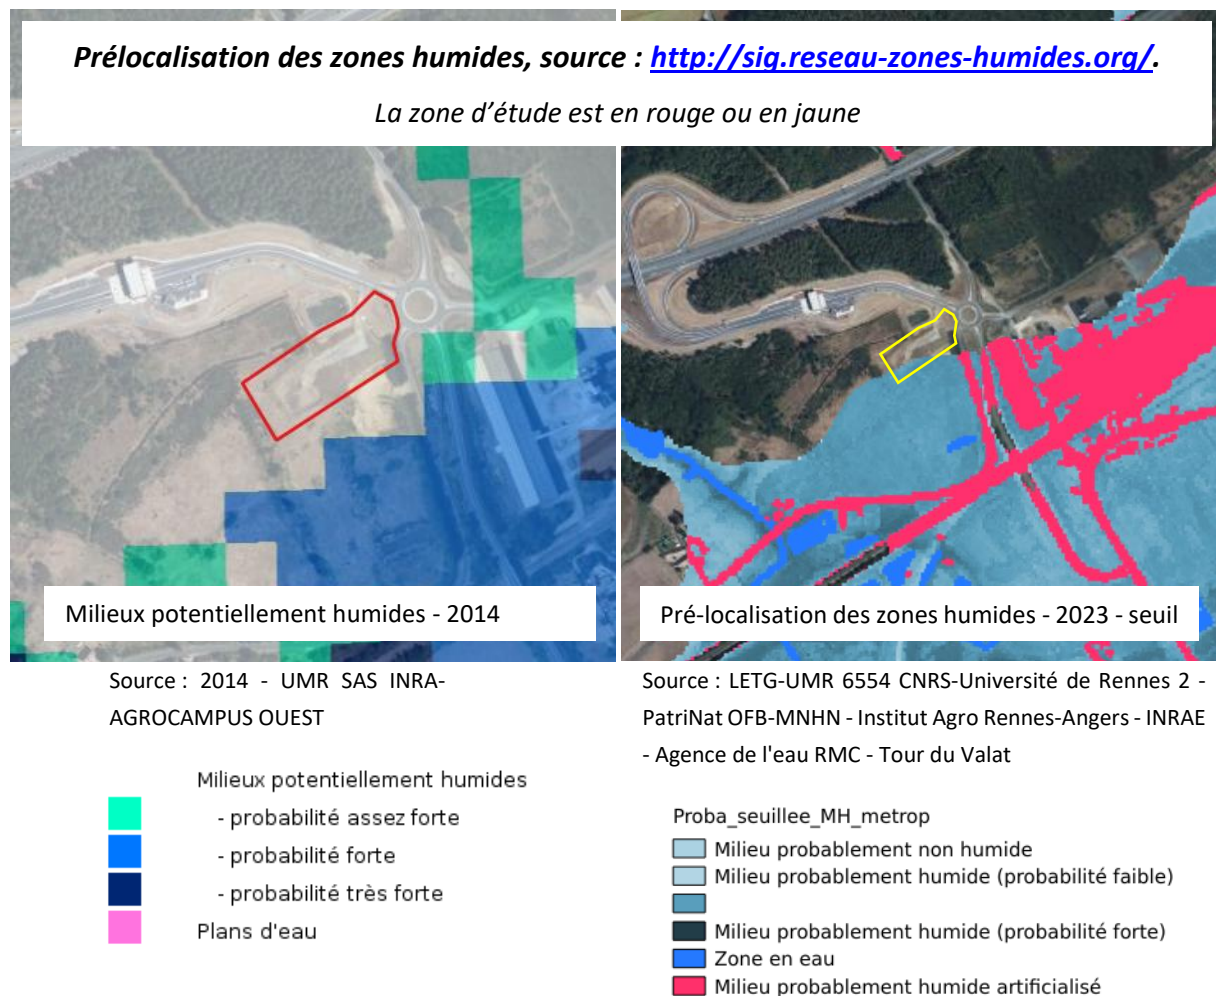 Prélocalisation des zones humides, source : http://sig.reseau-zones-humides.org/.
La zone d’étude est en rouge ou en jaune
Milieux potentiellement humides - 2014
Pré-localisation des zones humides - 2023 - seuil
Source : 2014 - UMR SAS INRA-
AGROCAMPUS OUEST
Source : LETG-UMR 6554 CNRS-Université de Rennes 2 -
PatriNat OFB-MNHN - Institut Agro Rennes-Angers - INRAE
- Agence de l'eau RMC - Tour du Valat
Milieux potentiellement humides
- probabilité assez forte
- probabilité forte
- probabilité très forte
Plans d'eau
Proba_seuillee_MH_metrop
Milieu probablement non humide
Milieu probablement humide (probabilité faible)
Milieu probablement humide (probabilité forte)
Zone en eau
Milieu probablement humide artificialisé